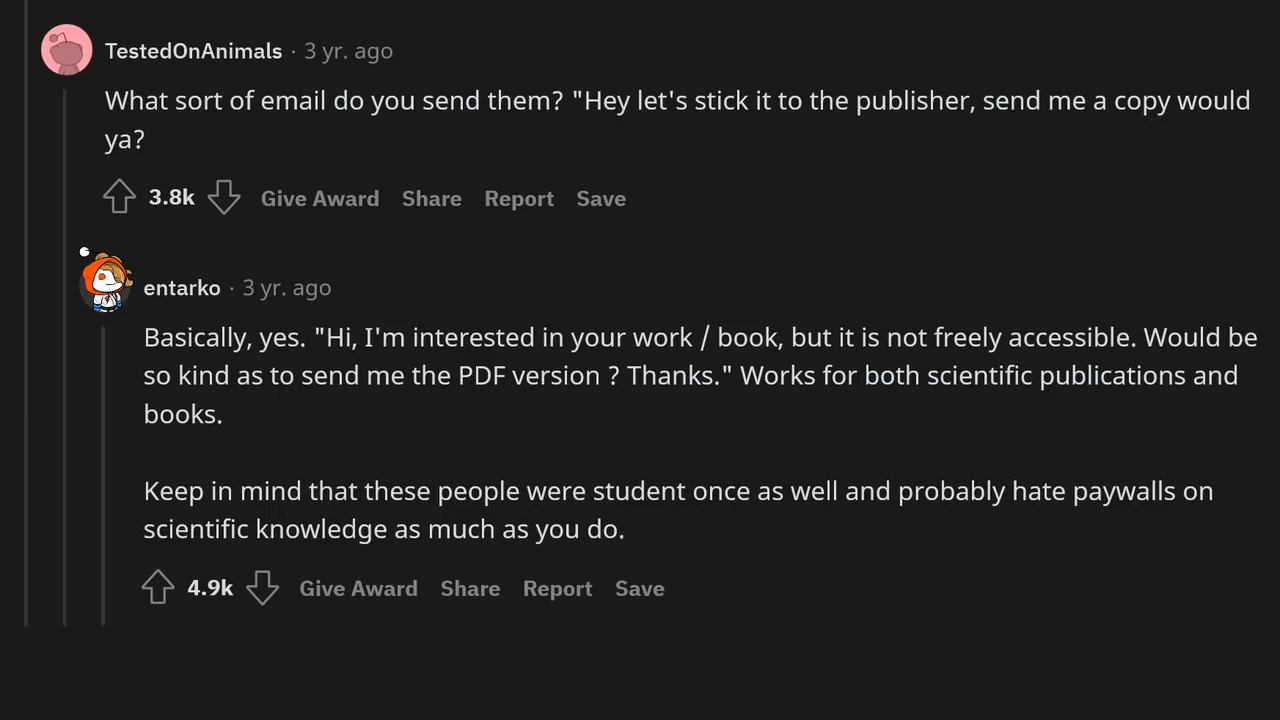 TestedOnAnimals · 3 yr. ago
What sort of email do you send them? "Hey let's stick it to the publisher, send me a copy would
ya?
3.8k Give Award Share Report Save
entarko · 3 yr. ago
Basically, yes. "Hi, I'm interested in your work / book, but it is not freely accessible. Would be
so kind as to send me the PDF version ? Thanks." Works for both scientific publications and
books.
Keep in mind that these people were student once as well and probably hate paywalls on
scientific knowledge as much as you do.
4.9k Give Award Share Report Save